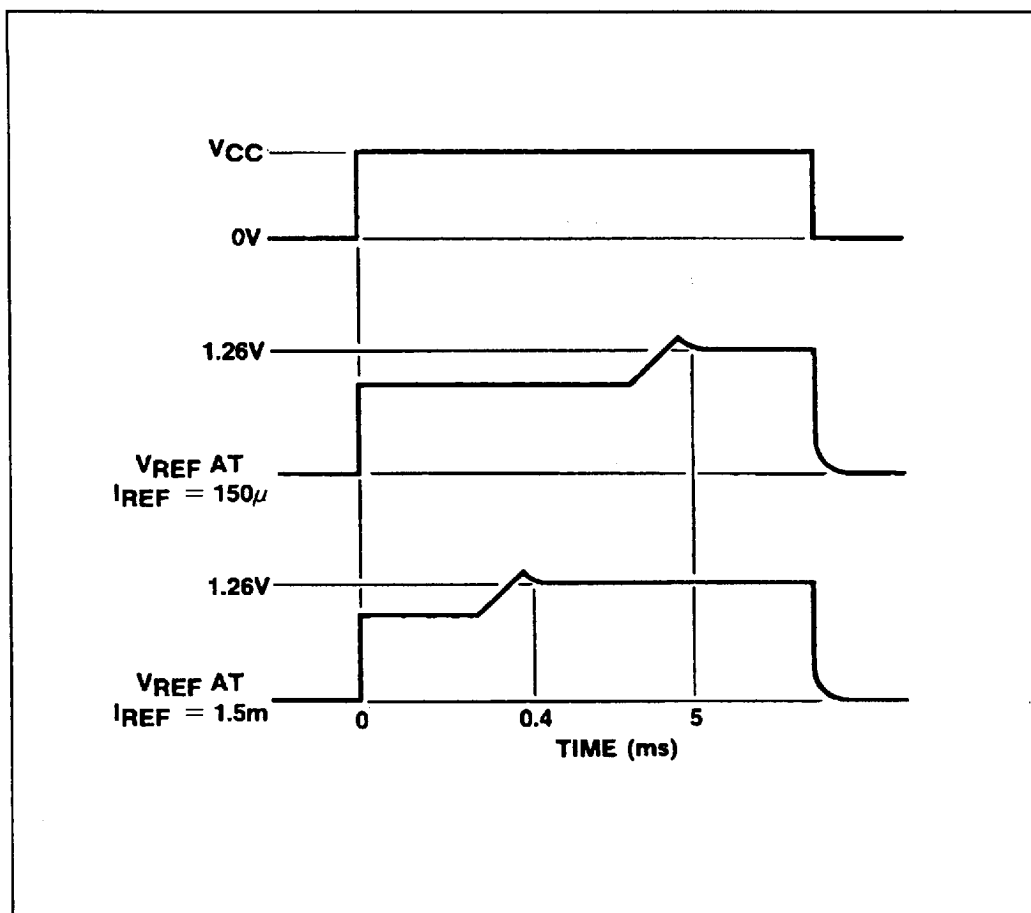 VCC
0V
1.26V
VREF AT
IREF = 150μ
1.26V
VREF AT
IREF = 1.5m
0 0.4 5
TIME (ms)